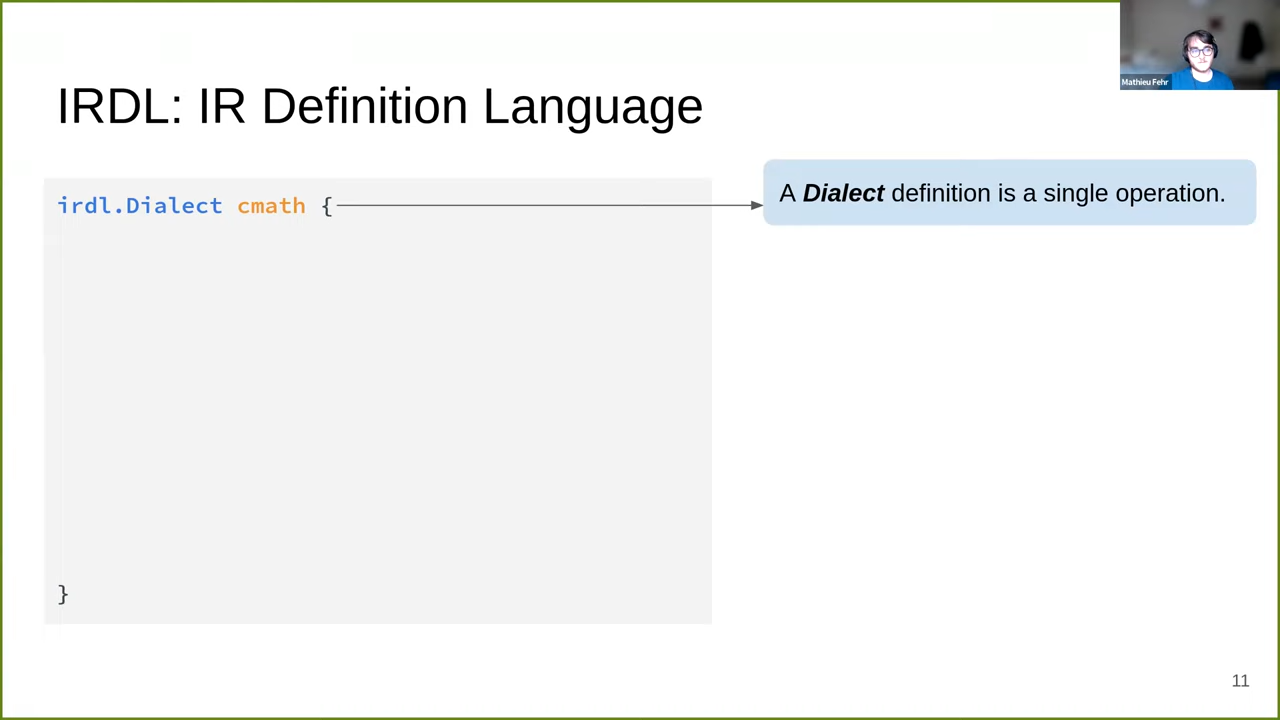 Mathieu Fehr
IRDL: IR Definition Language
irdl.Dialect cmath {
A Dialect definition is a single operation.
}
11